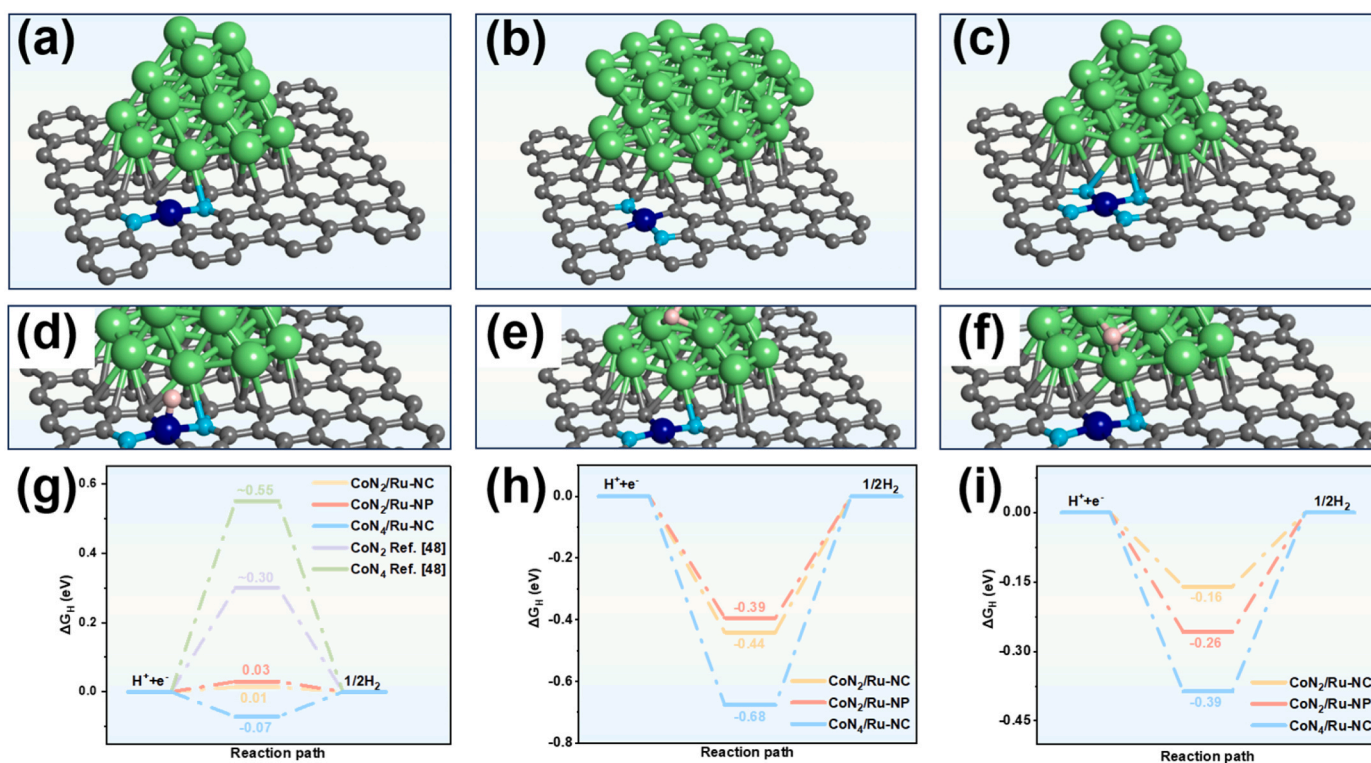 (a)
(b)
(c)
(d)
(e)
(f)
(g)
CoN₂/Ru-NC
CoN₂/Ru-NP
CoN₄/Ru-NC
CoN₂ Ref. [48]
CoN₄ Ref. [48]
~0.55
~0.30
0.03
0.01
-0.07
H⁺+e⁻
1/2H₂
0.6
0.4
0.2
0.0
ΔG_H (eV)
Reaction path
(h)
H⁺+e⁻
1/2H₂
-0.39
-0.44
-0.68
CoN₂/Ru-NC
CoN₂/Ru-NP
CoN₄/Ru-NC
0.0
-0.2
-0.4
-0.6
-0.8
ΔG_H (eV)
Reaction path
(i)
H⁺+e⁻
1/2H₂
-0.16
-0.26
-0.39
CoN₂/Ru-NC
CoN₂/Ru-NP
CoN₄/Ru-NC
0.00
-0.15
-0.30
-0.45
ΔG_H (eV)
Reaction path